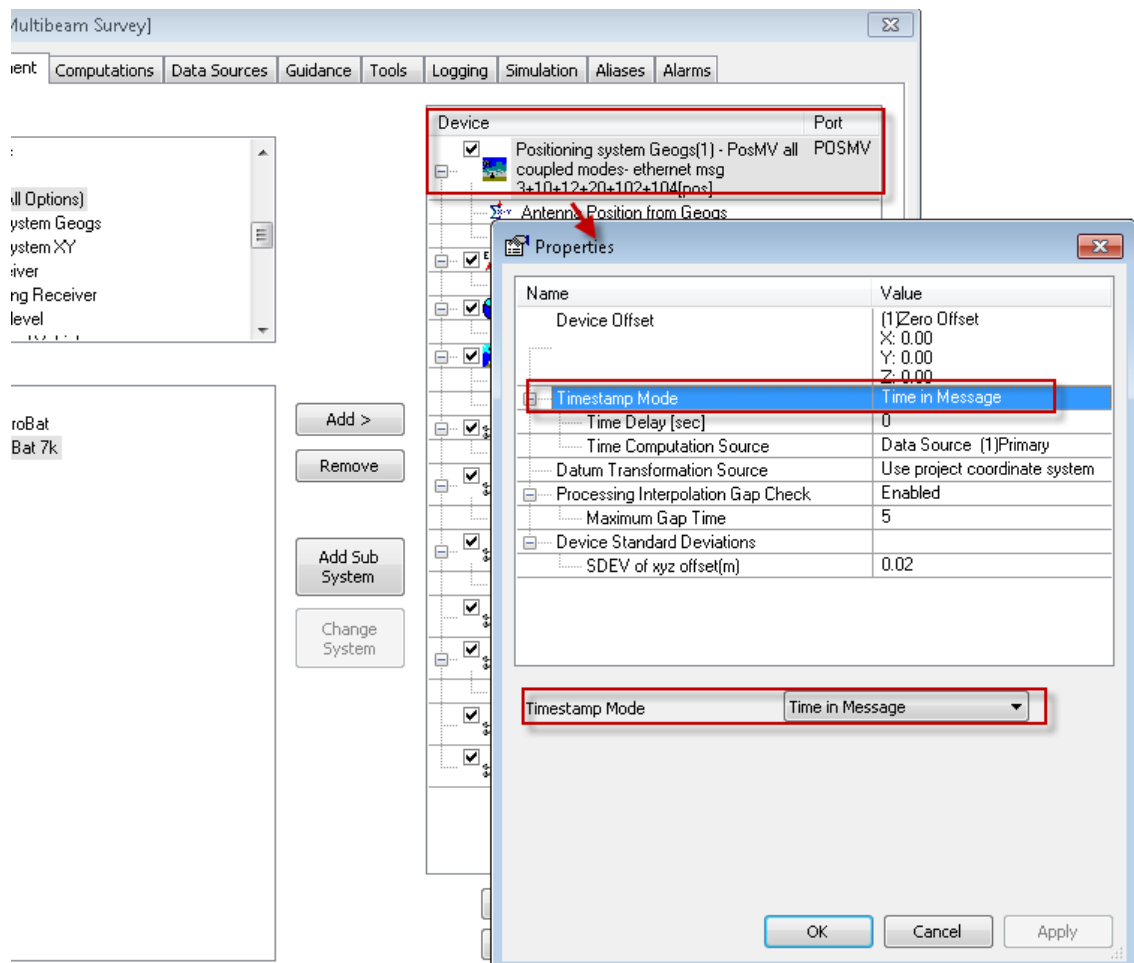 Multibeam Survey]
ent Computations Data Sources Guidance Tools Logging Simulation Aliases Alarms
Device Port
Positioning system Geogs(1) - PosMV all POSMV
coupled modes- ethernet msg
3+10+12+20+102+104[pos]
Antenna Position from Geogs
All Options)
ystem Geogs
ystem XY
eiver
ng Receiver
level
roBat
Bat 7k
Add >
Remove
Add Sub
System
Change
System
Properties
Name Value
Device Offset (1)Zero Offset
X: 0.00
Y: 0.00
Z: 0.00
Timestamp Mode Time in Message
Time Delay [sec] 0
Time Computation Source Data Source (1)Primary
Datum Transformation Source Use project coordinate system
Processing Interpolation Gap Check Enabled
Maximum Gap Time 5
Device Standard Deviations
SDEV of xyz offset(m) 0.02
Timestamp Mode Time in Message
OK Cancel Apply